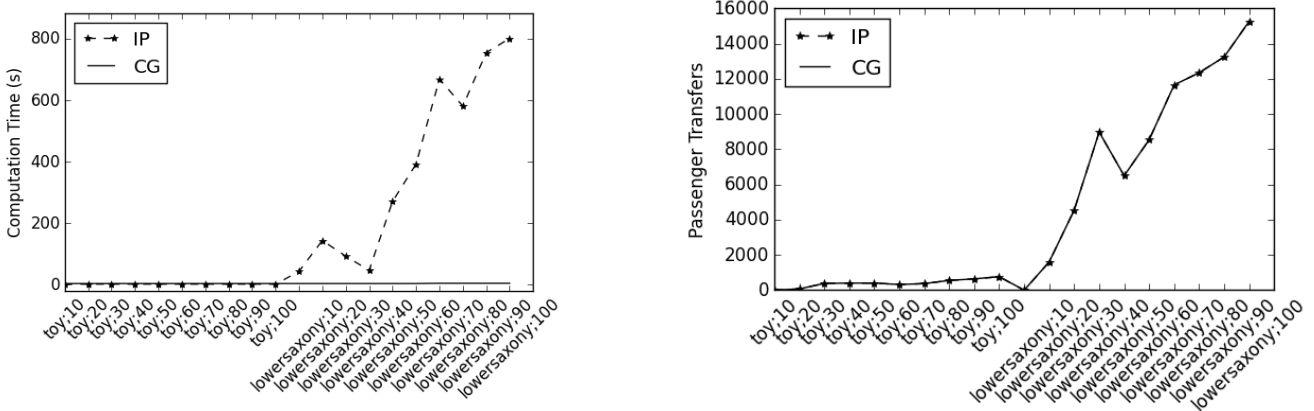 800
600
400
200
0
Computation Time (s)
IP
CG
toy;10
toy;20
toy;30
toy;40
toy;50
toy;60
toy;70
toy;80
toy;90
toy;100
lowersaxony;10
lowersaxony;20
lowersaxony;30
lowersaxony;40
lowersaxony;50
lowersaxony;60
lowersaxony;70
lowersaxony;80
lowersaxony;90
lowersaxony;100
16000
14000
12000
10000
8000
6000
4000
2000
0
Passenger Transfers
IP
CG
toy;10
toy;20
toy;30
toy;40
toy;50
toy;60
toy;70
toy;80
toy;90
toy;100
lowersaxony;10
lowersaxony;20
lowersaxony;30
lowersaxony;40
lowersaxony;50
lowersaxony;60
lowersaxony;70
lowersaxony;80
lowersaxony;90
lowersaxony;100